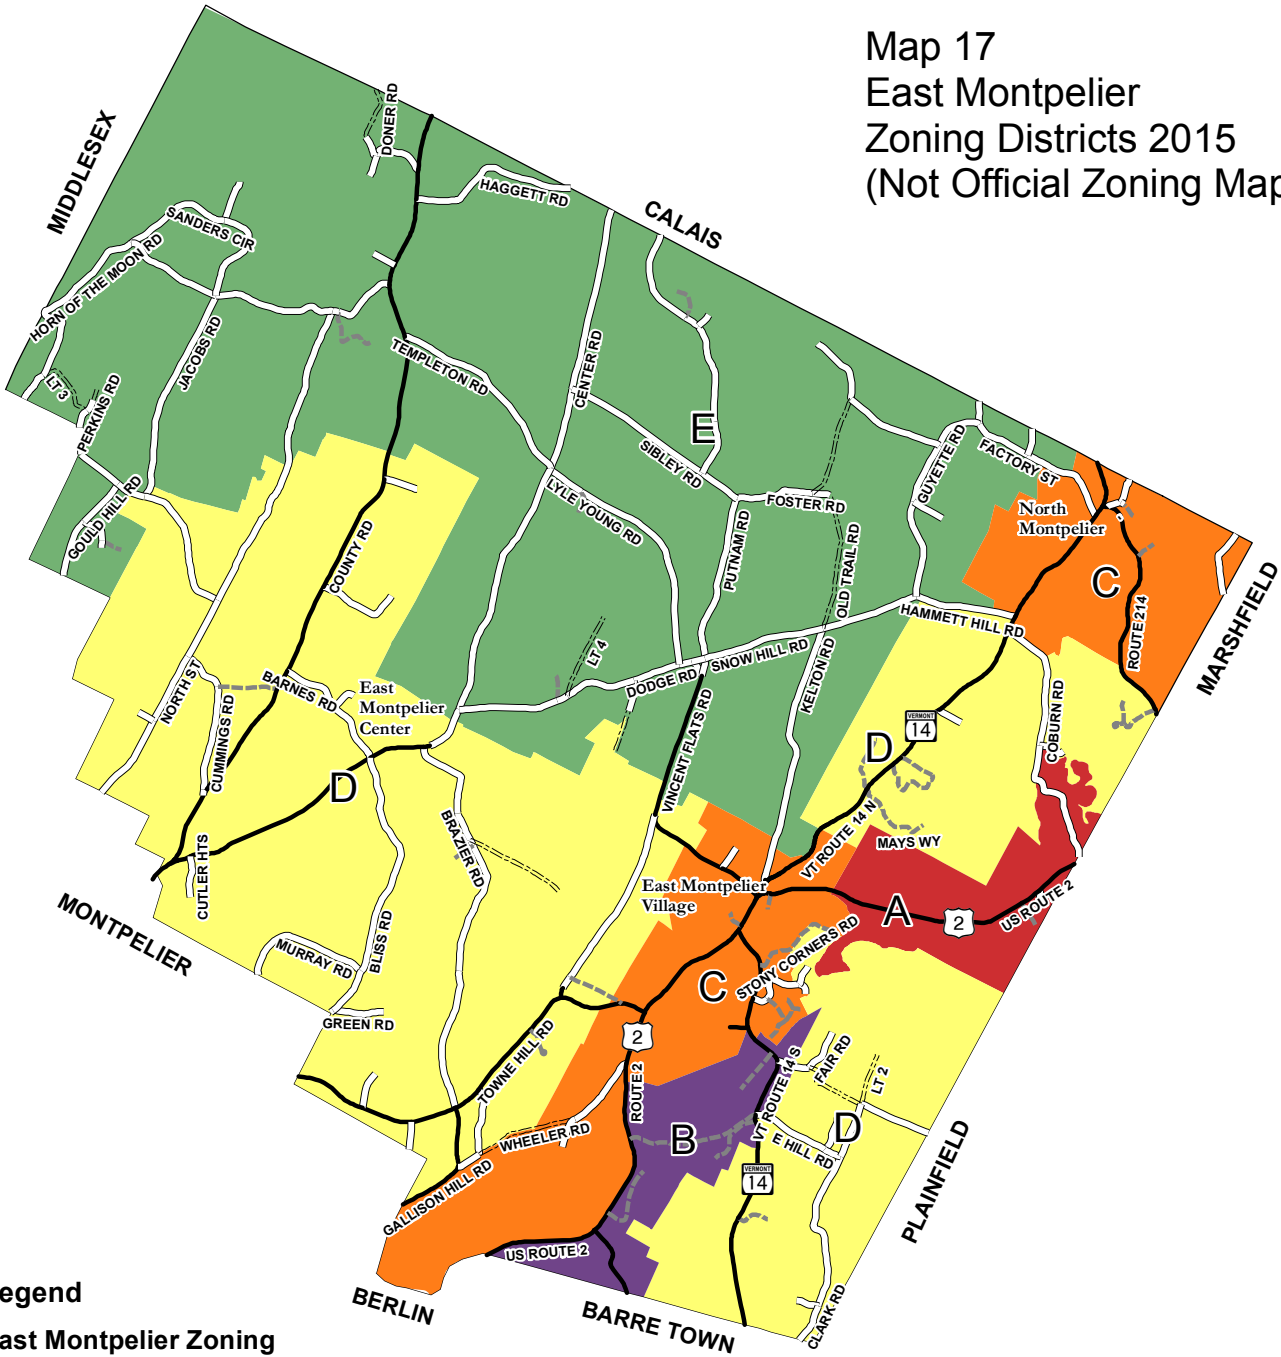 Map 17
East Montpelier
Zoning Districts 2015
(Not Official Zoning Map
MIDDLESEX
DONER RD
HAGGETT RD
CALAIS
SANDERS CIR
HORN OF THE MOON RD
JACOBS RD
TEMPLETON RD
CENTER RD
LT 3
PERKINS RD
E
SIBLEY RD
GUYETTE RD
FACTORY ST
GOULD HILL RD
LYLE YOUNG RD
FOSTER RD
North
Montpelier
COUNTY RD
PUTNAM RD
OLD TRAIL RD
C
ROUTE 214
HAMMETT HILL RD
MARSHFIELD
LT 4
SNOW HILL RD
DODGE RD
KELTON RD
NORTH ST
BARNES RD
East
Montpelier
Center
CUMMINGS RD
VINCENT FLATS RD
VERMONT
14
COBURN RD
D
D
BRAZIER RD
VT ROUTE 14 N
MAYS WY
CUTLER HTS
East Montpelier
Village
A
2
US ROUTE 2
MONTPELIER
MURRAY RD
BLISS RD
STONY CORNERS RD
C
GREEN RD
2
TOWNE HILL RD
ROUTE 2
VT ROUTE 14 S
FAIR RD
LT 2
D
B
WHEELER RD
E HILL RD
VERMONT
14
GALLISON HILL RD
PLAINFIELD
US ROUTE 2
CLARK RD
BERLIN
BARRE TOWN
egend
ast Montpelier Zoning